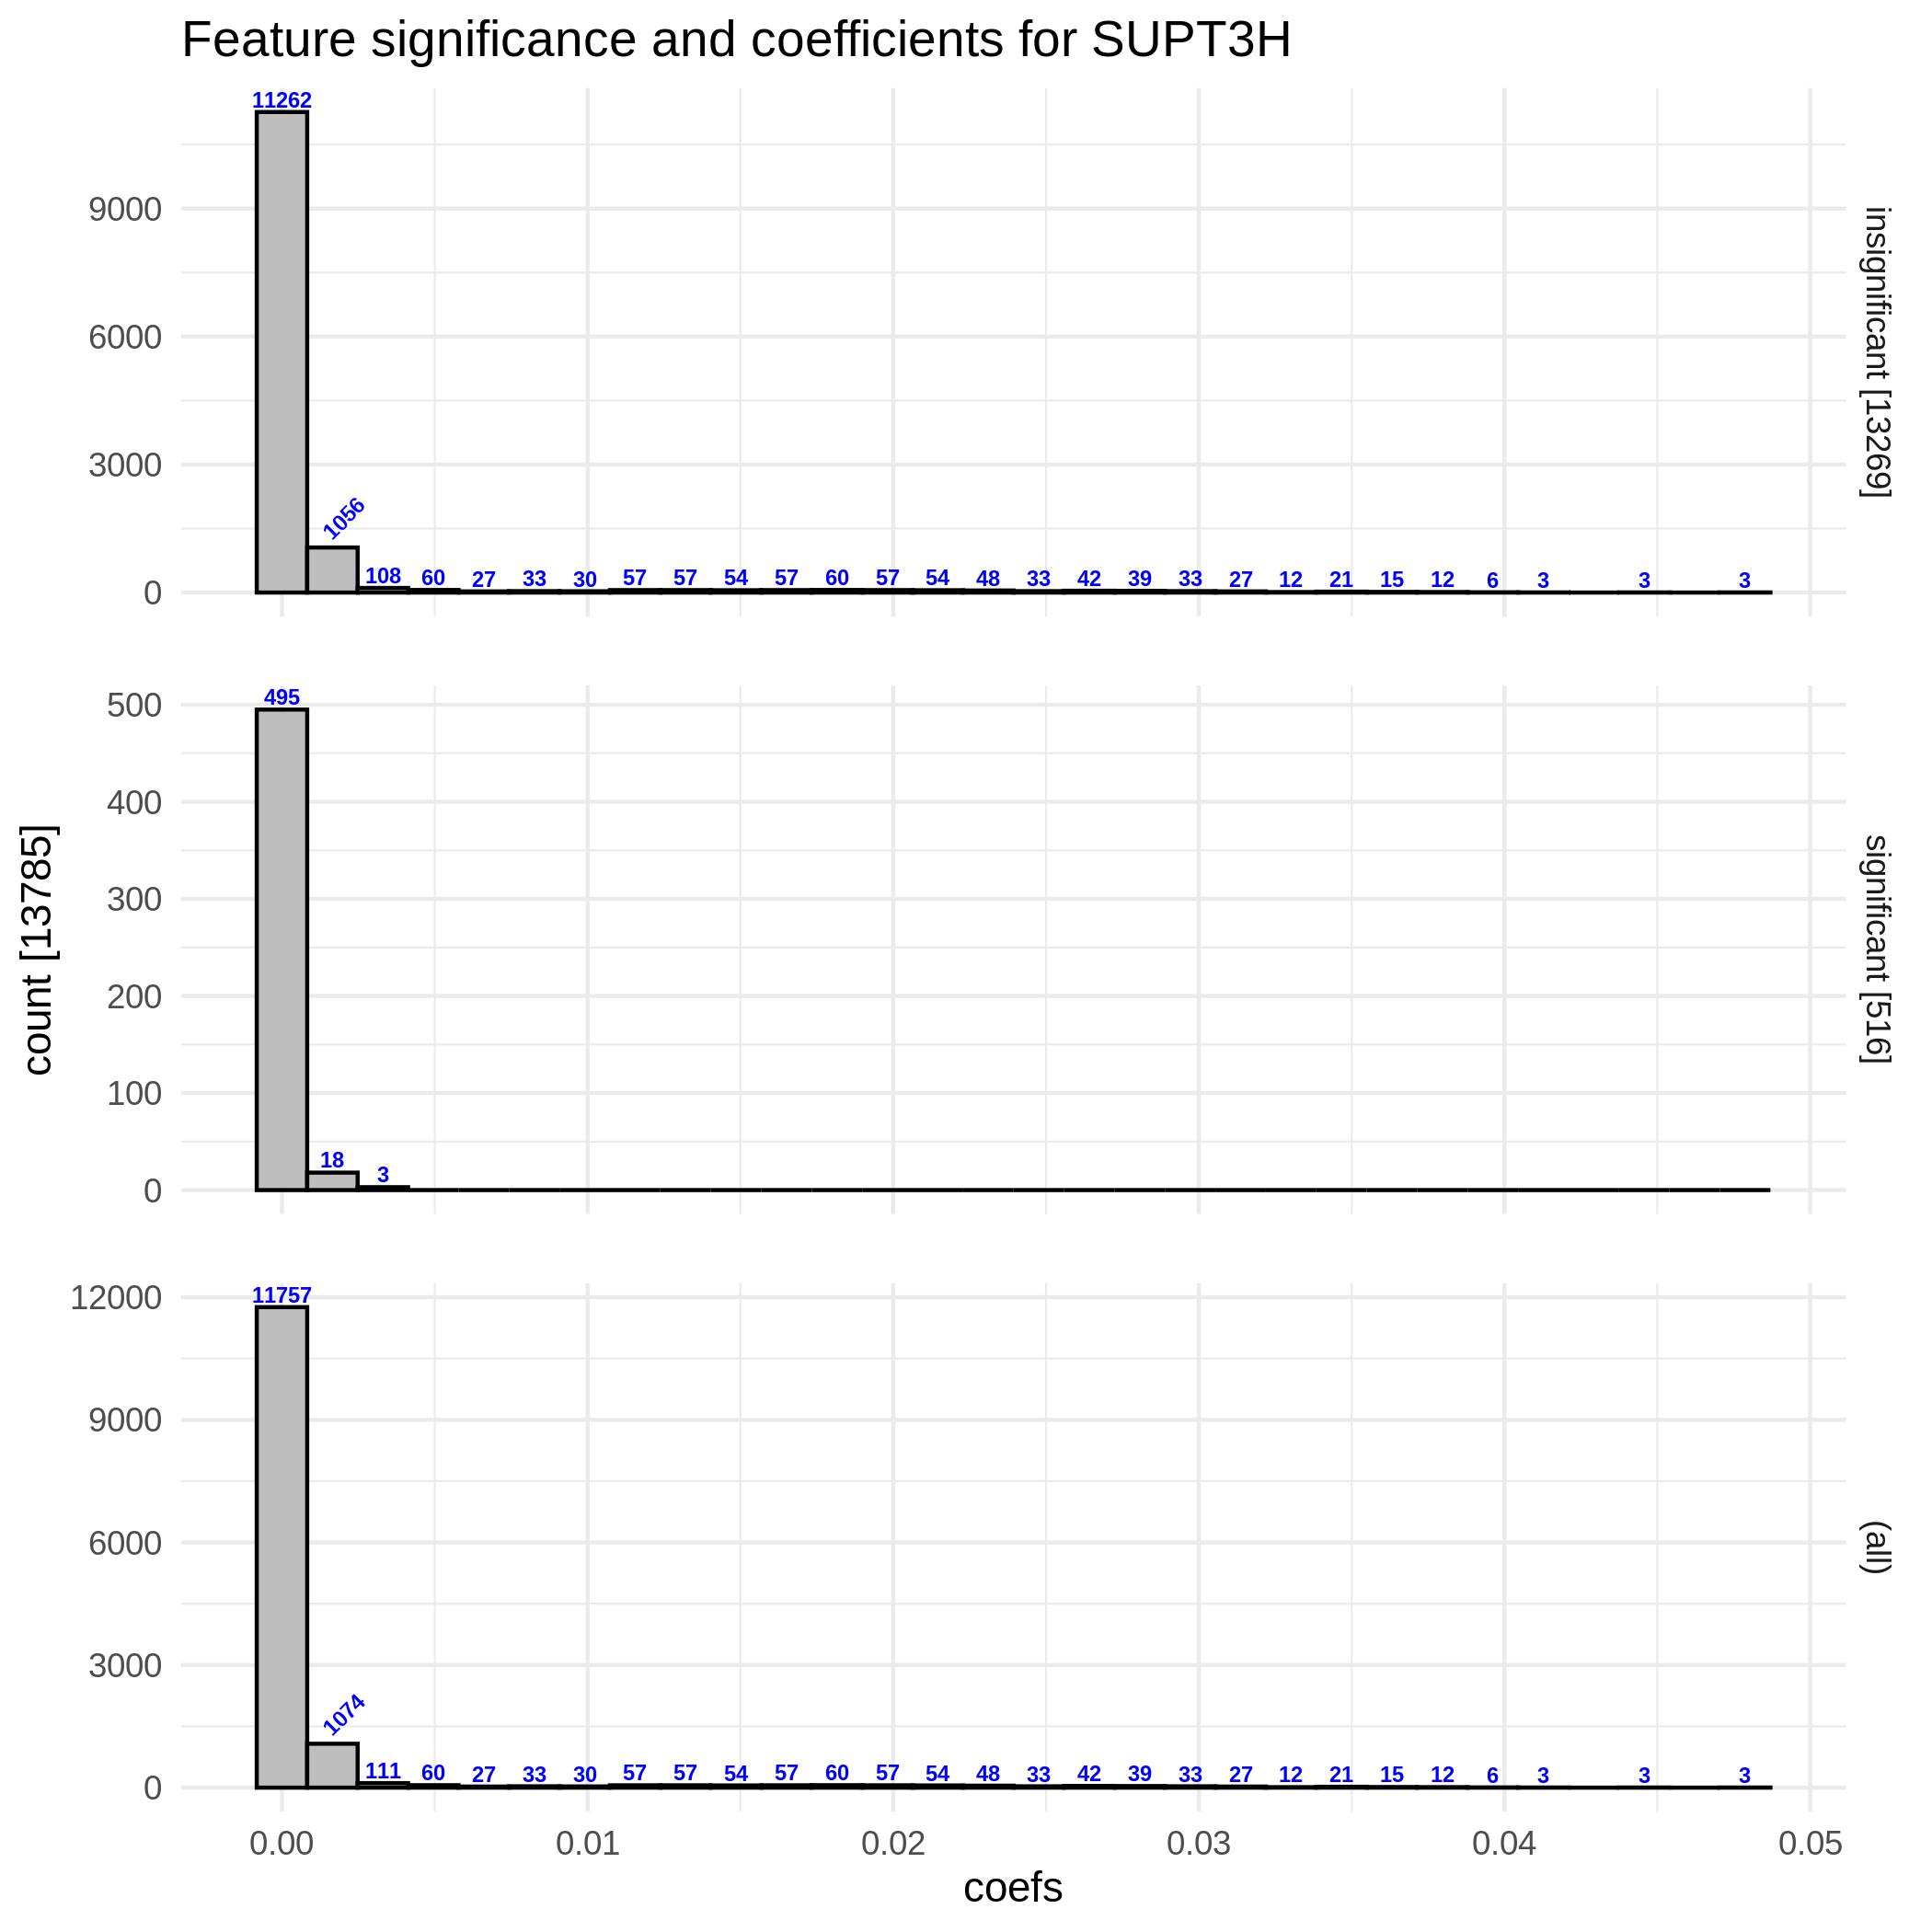 Feature significance and coefficients for SUPT3H
11262
9000
6000
3000
1056
108 60 27 33 30 57 57 54 57 60 57 54 48 33 42 39 33 27 12 21 15 12 6 3 3 3
0
insignificant [13269]
495
500
400
300
200
100
18
3
0
significant [516]
count [13785]
11757
12000
9000
6000
3000
1074
111 60 27 33 30 57 57 54 57 60 57 54 48 33 42 39 33 27 12 21 15 12 6 3 3 3
0
(all)
0.00 0.01 0.02 0.03 0.04 0.05
coefs